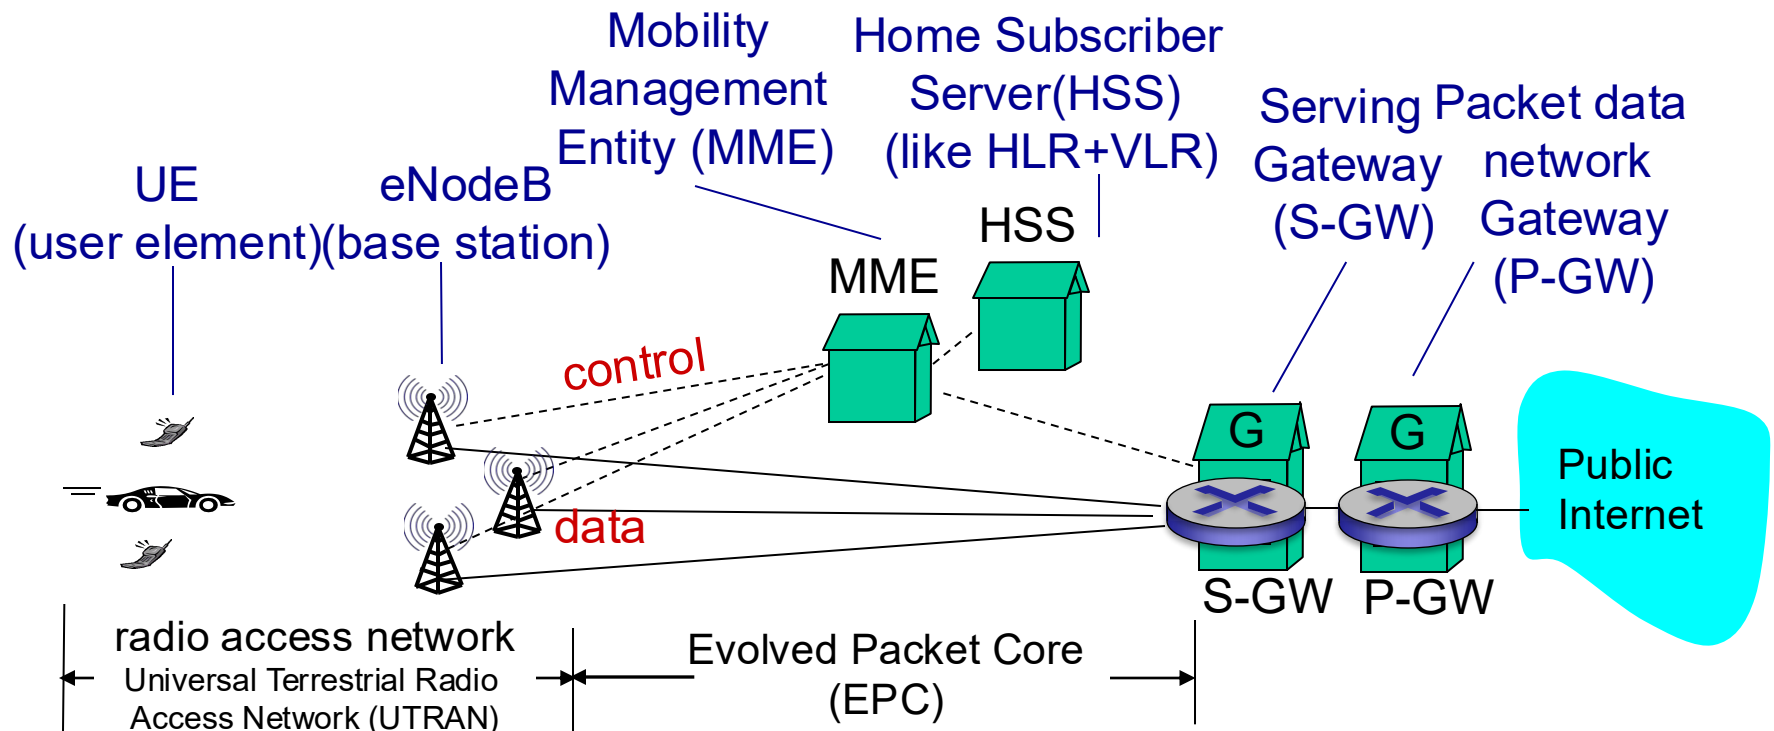 Mobility
Management
Entity (MME)
Home Subscriber
Server(HSS)
(like HLR+VLR)
Serving
Gateway
(S-GW)
Packet data
network
Gateway
(P-GW)
UE
(user element)
eNodeB
(base station)
HSS
MME
control
data
G
G
Public
Internet
S-GW
P-GW
radio access network
Universal Terrestrial Radio
Access Network (UTRAN)
Evolved Packet Core
(EPC)